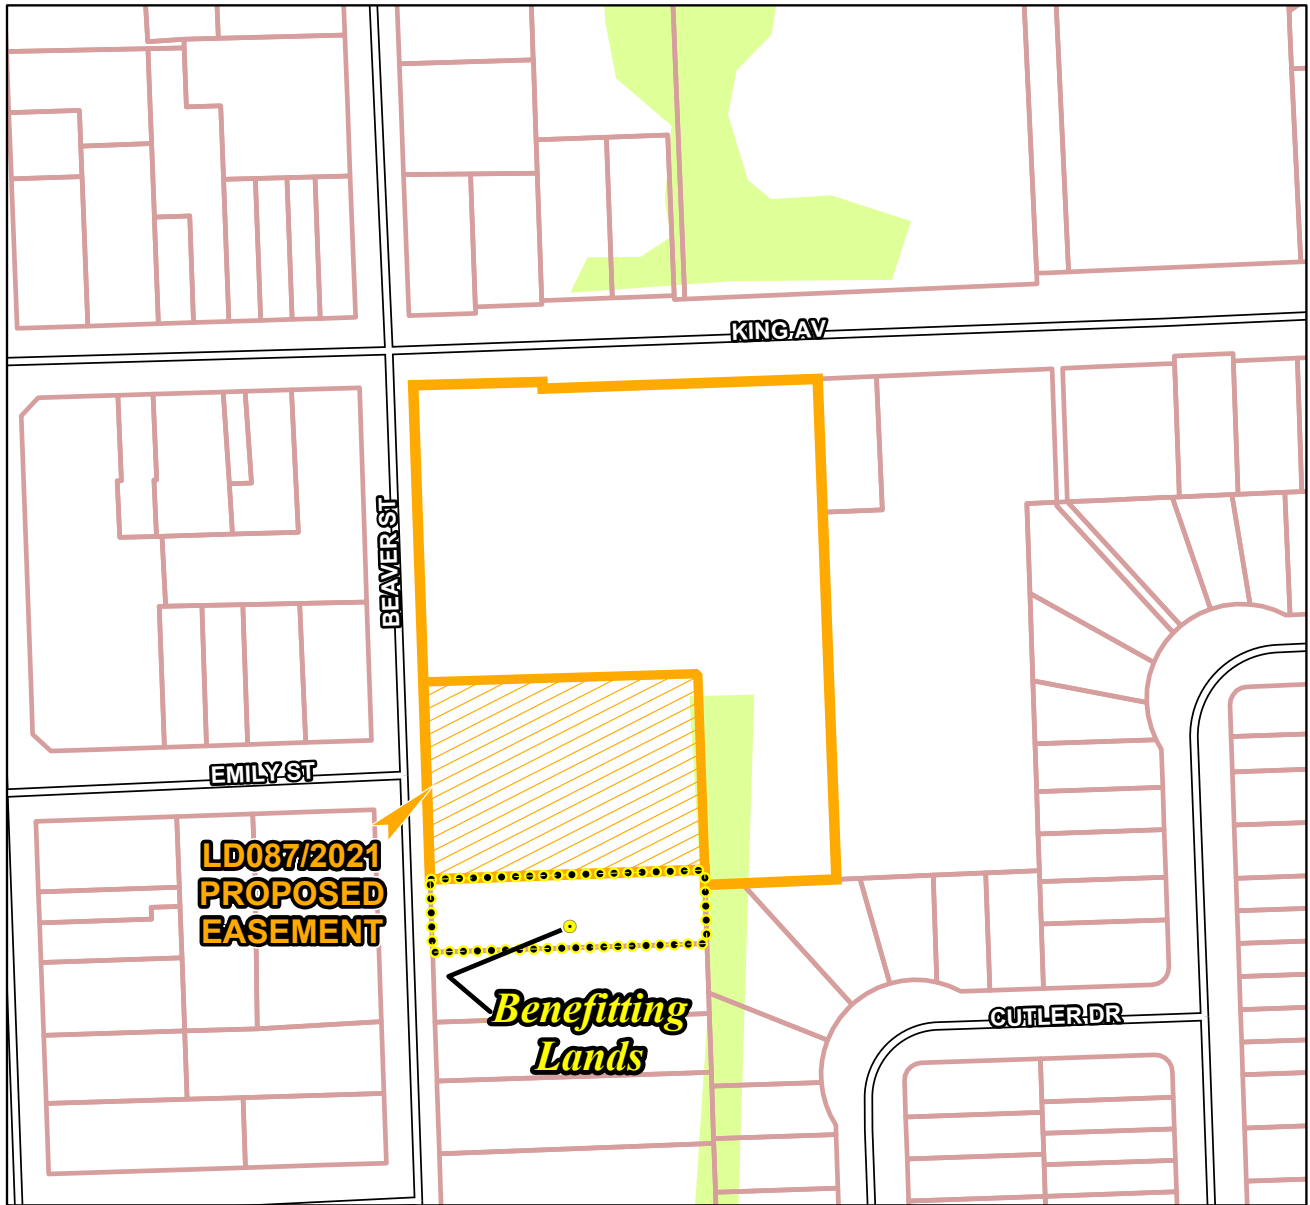 KING AV
BEAVER ST
EMILY ST
LD087/2021
PROPOSED
EASEMENT
Benefitting
Lands
CUTLER DR